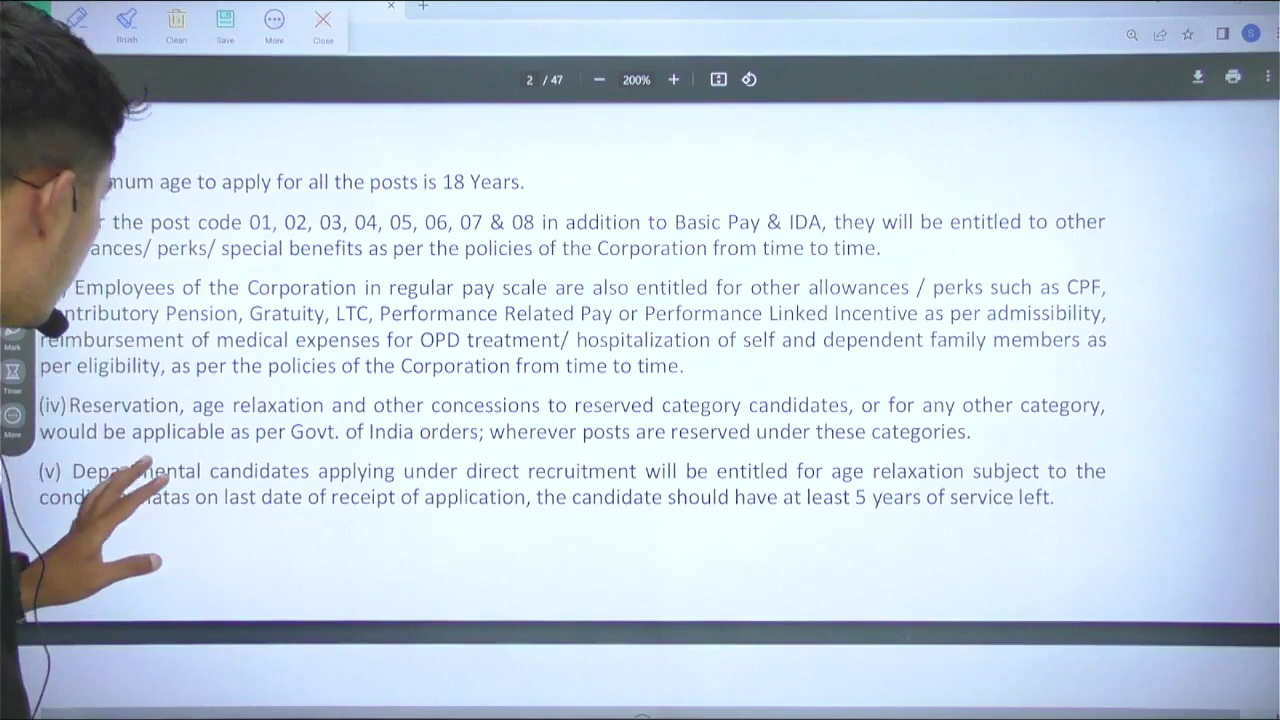 Brush Clean Save More Close
2 / 47 200%
S
mum age to apply for all the posts is 18 Years.
the post code 01, 02, 03, 04, 05, 06, 07 & 08 in addition to Basic Pay & IDA, they will be entitled to other
ances/ perks/ special benefits as per the policies of the Corporation from time to time.
Employees of the Corporation in regular pay scale are also entitled for other allowances / perks such as CPF,
ntributory Pension, Gratuity, LTC, Performance Related Pay or Performance Linked Incentive as per admissibility,
reimbursement of medical expenses for OPD treatment/ hospitalization of self and dependent family members as
per eligibility, as per the policies of the Corporation from time to time.
(iv)Reservation, age relaxation and other concessions to reserved category candidates, or for any other category,
would be applicable as per Govt. of India orders; wherever posts are reserved under these categories.
(v) Departmental candidates applying under direct recruitment will be entitled for age relaxation subject to the
atas on last date of receipt of application, the candidate should have at least 5 years of service left.
Mark
Timer
More